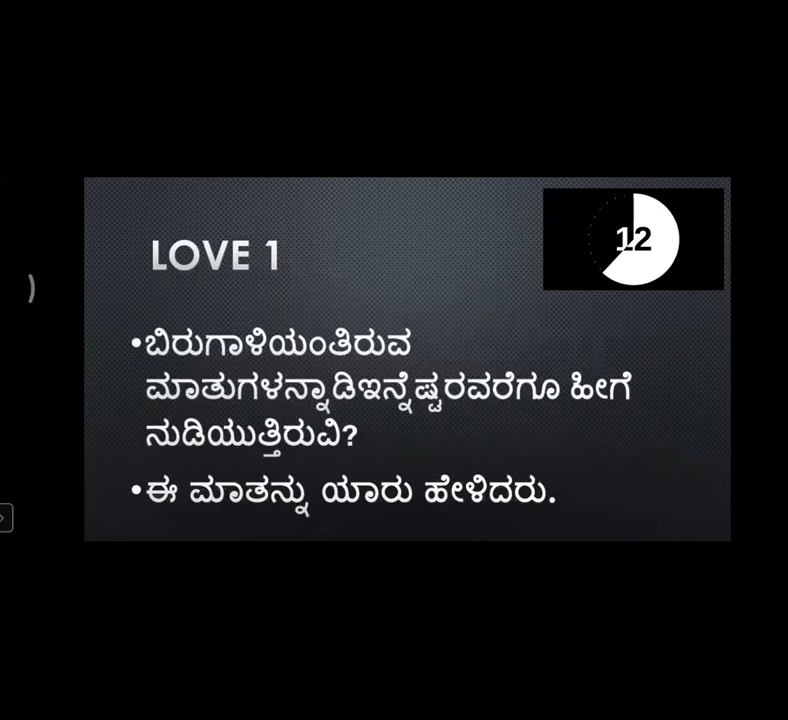 LOVE 1
12
•ಬಿರುಗಾಳಿಯಂತಿರುವ
ಮಾತುಗಳನ್ನಾಡಿಇನ್ನೆಷ್ಟರವರೆಗೂ ಹೀಗೆ
ನುಡಿಯುತ್ತಿರುವಿ?
•ಈ ಮಾತನ್ನು ಯಾರು ಹೇಳಿದರು.